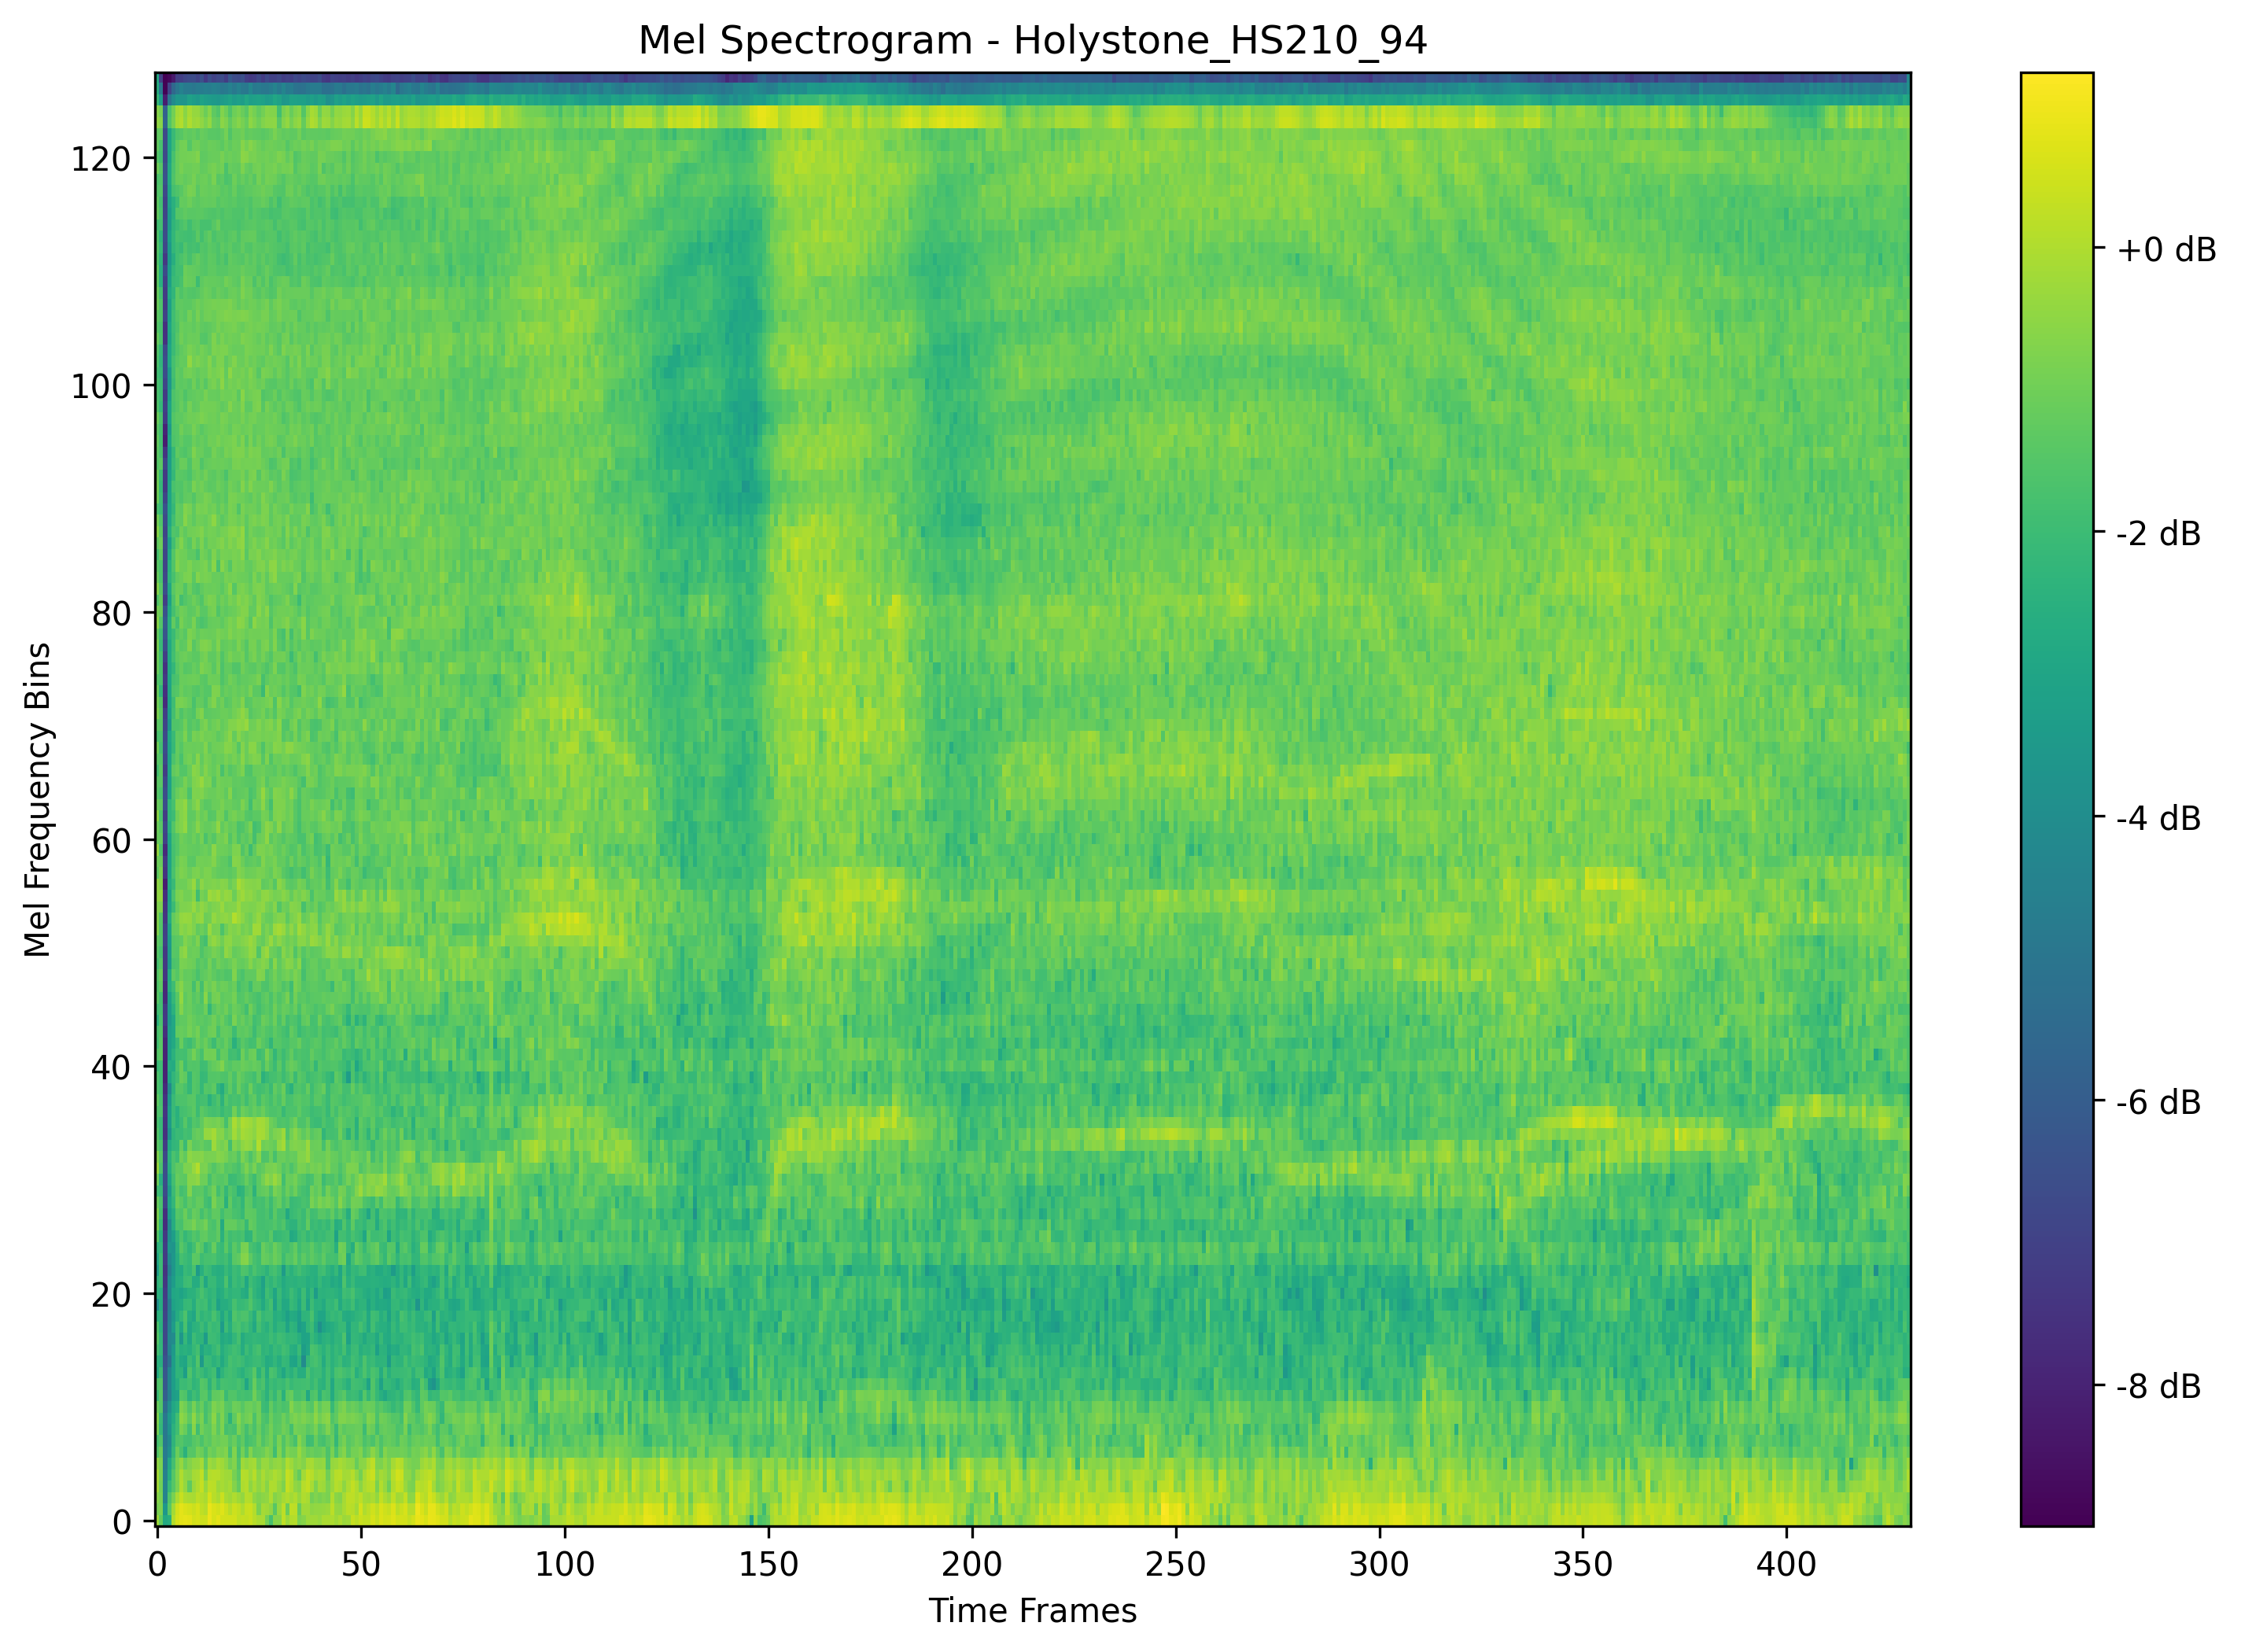 Mel Spectrogram - Holystone_HS210_94
Mel Frequency Bins
120
100
80
60
40
20
0
0 50 100 150 200 250 300 350 400
Time Frames
+0 dB
-2 dB
-4 dB
-6 dB
-8 dB